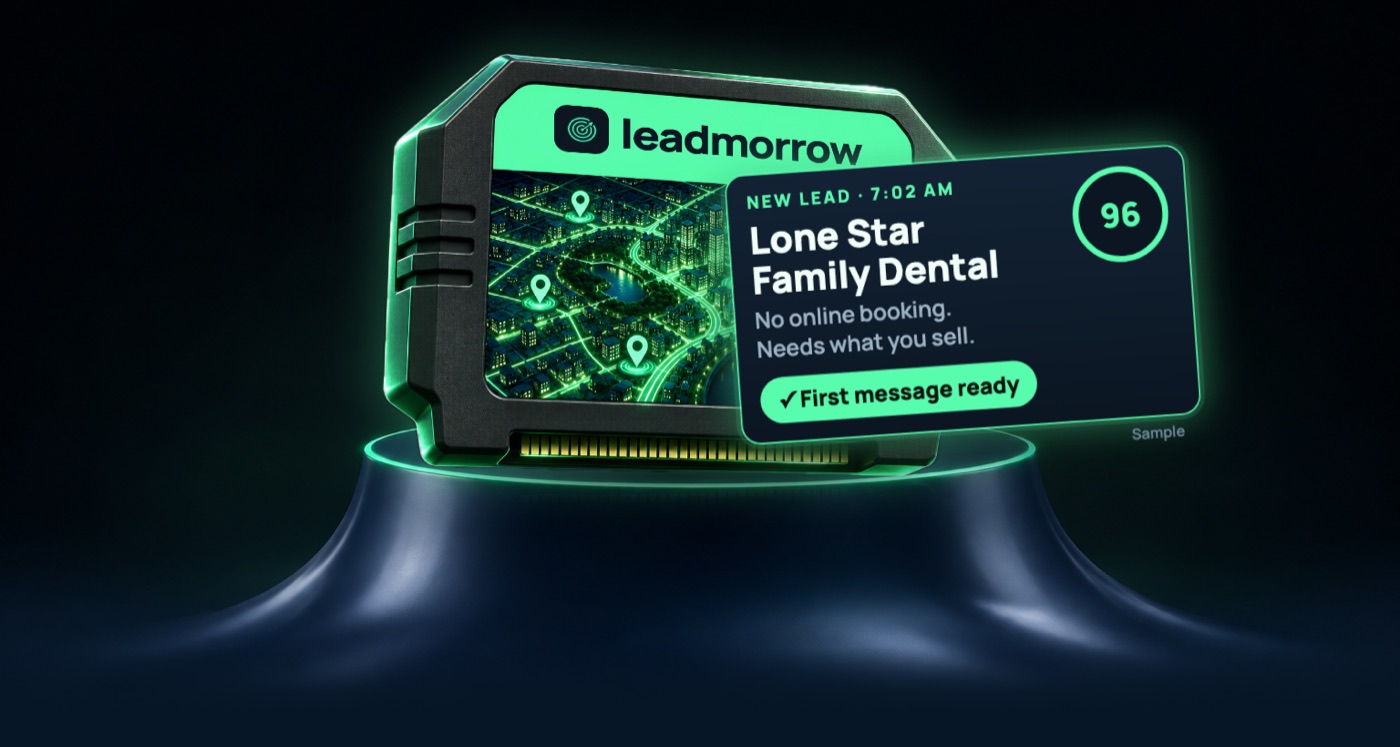 leadmorrow
NEW LEAD · 7:02 AM
96
Lone Star
Family Dental
No online booking.
Needs what you sell.
✓First message ready
Sample